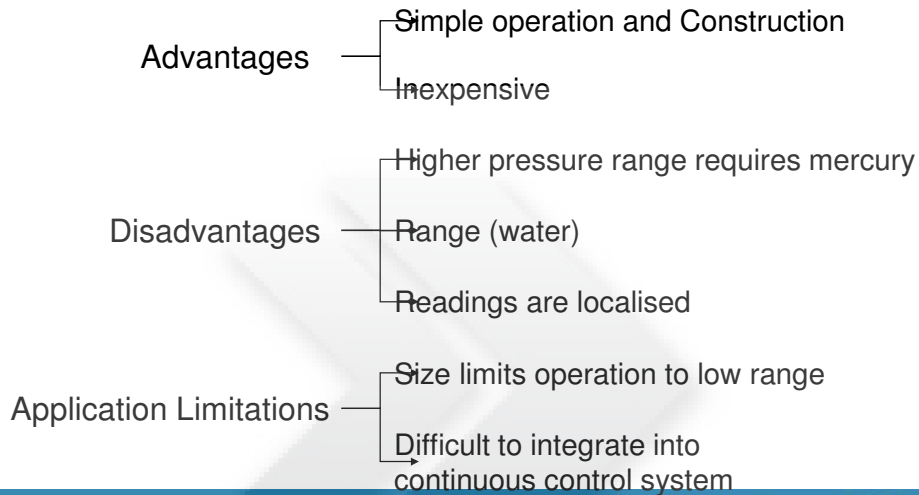 Advantages
Simple operation and Construction
Inexpensive
Disadvantages
Higher pressure range requires mercury
Range (water)
Readings are localised
Application Limitations
Size limits operation to low range
Difficult to integrate into
continuous control system